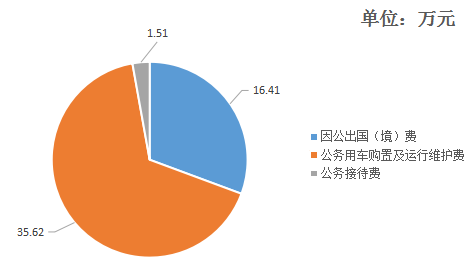 单位：万元
1.51
16.41
35.62
因公出国（境）费
公务用车购置及运行维护费
公务接待费